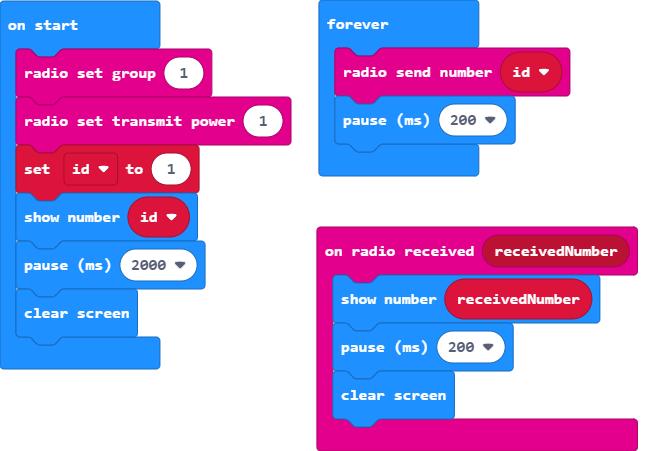 on start
radio set group 1
radio set transmit power 1
set id to 1
show number id
pause (ms) 2000
clear screen
forever
radio send number id
pause (ms) 200
on radio received receivedNumber
show number receivedNumber
pause (ms) 200
clear screen